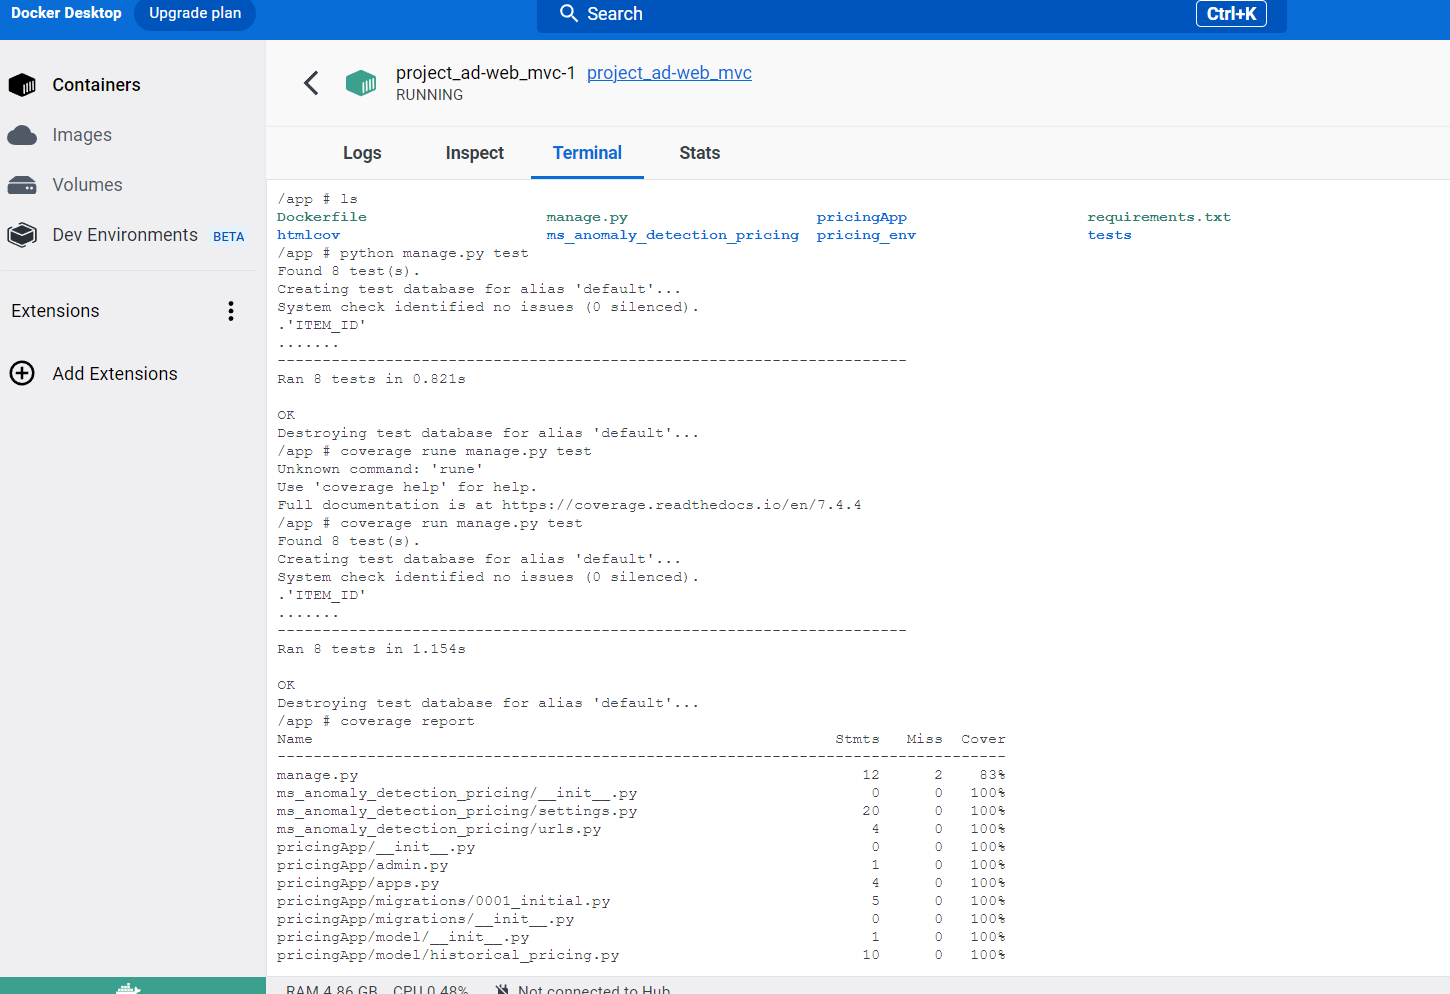 Docker Desktop Upgrade plan Search Ctrl+K
Containers
Images
Volumes
Dev Environments BETA
Extensions
Add Extensions
project_ad-web_mvc-1 project_ad-web_mvc
RUNNING
Logs Inspect Terminal Stats
/app # ls
Dockerfile manage.py pricingApp requirements.txt
htmlcov ms_anomaly_detection_pricing pricing_env tests
/app # python manage.py test
Found 8 test(s).
Creating test database for alias 'default'...
System check identified no issues (0 silenced).
.'ITEM_ID'
.......
----------------------------------------------------------------------
Ran 8 tests in 0.821s
OK
Destroying test database for alias 'default'...
/app # coverage rune manage.py test
Unknown command: 'rune'
Use 'coverage help' for help.
Full documentation is at https://coverage.readthedocs.io/en/7.4.4
/app # coverage run manage.py test
Found 8 test(s).
Creating test database for alias 'default'...
System check identified no issues (0 silenced).
.'ITEM_ID'
.......
----------------------------------------------------------------------
Ran 8 tests in 1.154s
OK
Destroying test database for alias 'default'...
/app # coverage report
Name Stmts Miss Cover
---------------------------------------------------------------------------------
manage.py 12 2 83%
ms_anomaly_detection_pricing/__init__.py 0 0 100%
ms_anomaly_detection_pricing/settings.py 20 0 100%
ms_anomaly_detection_pricing/urls.py 4 0 100%
pricingApp/__init__.py 0 0 100%
pricingApp/admin.py 1 0 100%
pricingApp/apps.py 4 0 100%
pricingApp/migrations/0001_initial.py 5 0 100%
pricingApp/migrations/__init__.py 0 0 100%
pricingApp/model/__init__.py 1 0 100%
pricingApp/model/historical_pricing.py 10 0 100%
RAM 4.86 GB CPU 0.48% Not connected to Hub